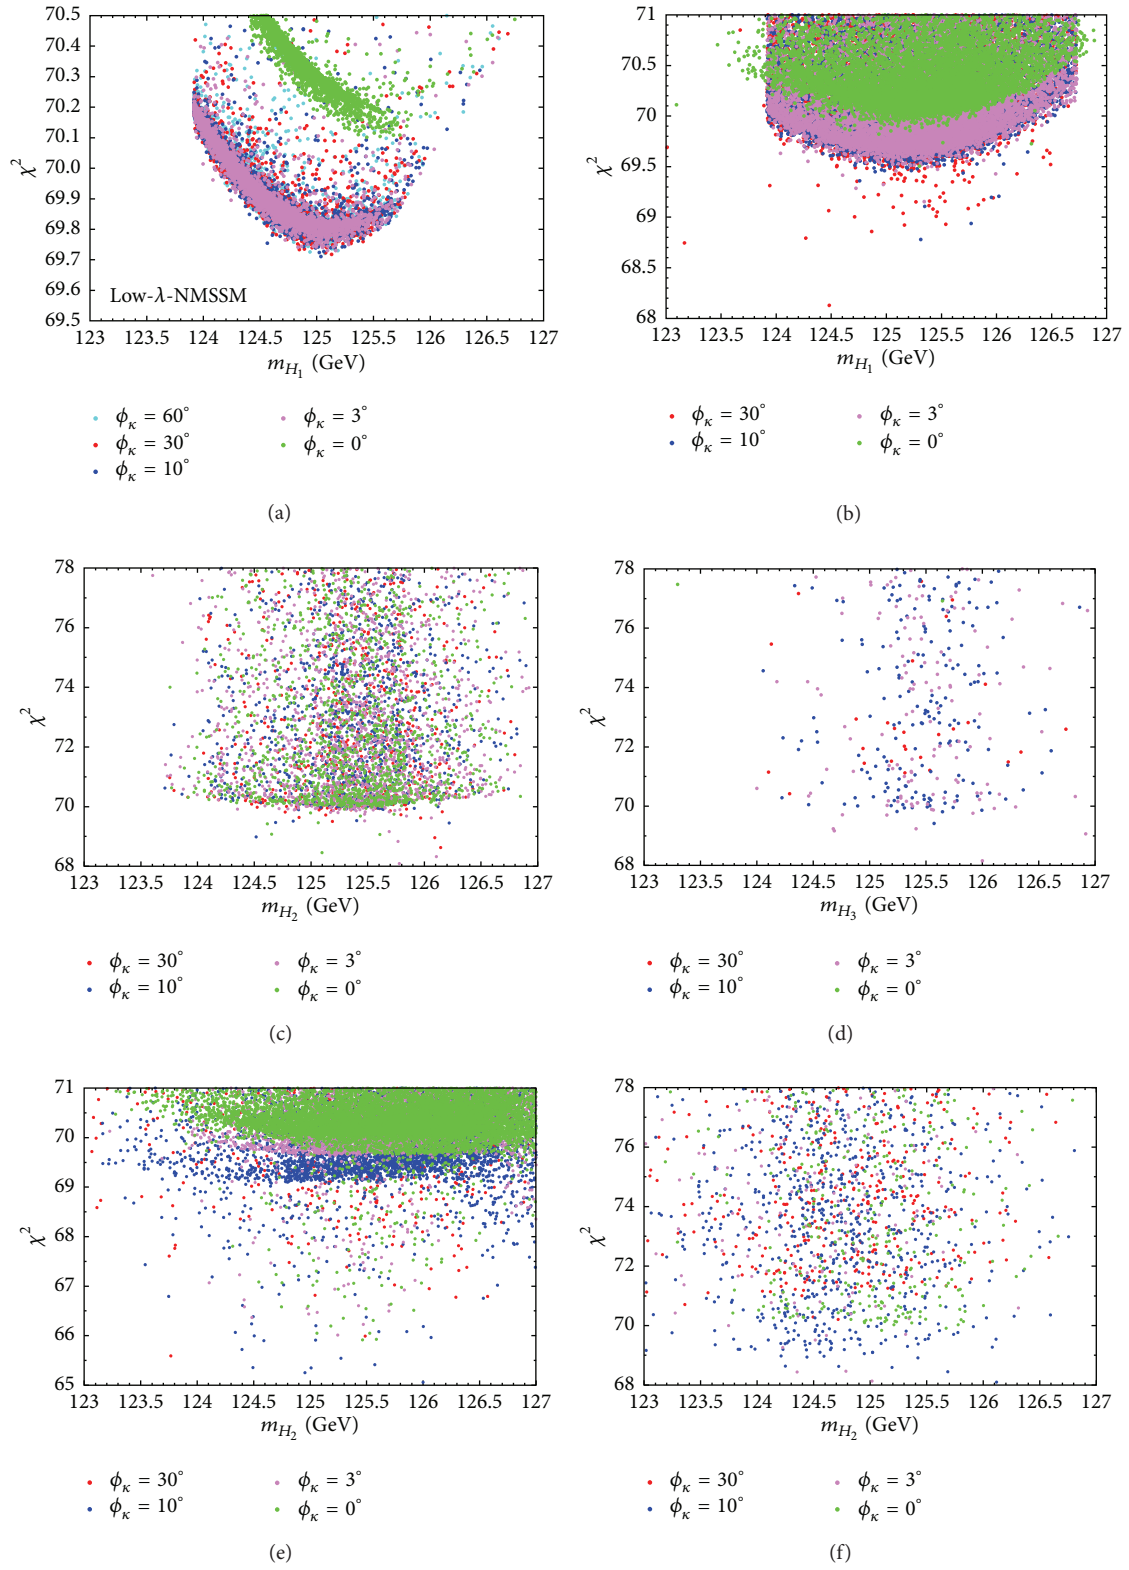 70.5
70.4
70.3
70.2
70.1
70.0
69.9
69.8
69.7
69.6
69.5
χ²
Low-λ-NMSSM
123 123.5 124 124.5 125 125.5 126 126.5 127
m_{H_1} (GeV)
ϕ_κ = 60° ϕ_κ = 3°
ϕ_κ = 30° ϕ_κ = 0°
ϕ_κ = 10°
(a)
71
70.5
70
69.5
69
68.5
68
χ²
123 123.5 124 124.5 125 125.5 126 126.5 127
m_{H_1} (GeV)
ϕ_κ = 30° ϕ_κ = 3°
ϕ_κ = 10° ϕ_κ = 0°
(b)
78
76
74
72
70
68
χ²
123 123.5 124 124.5 125 125.5 126 126.5 127
m_{H_2} (GeV)
ϕ_κ = 30° ϕ_κ = 3°
ϕ_κ = 10° ϕ_κ = 0°
(c)
78
76
74
72
70
68
χ²
123 123.5 124 124.5 125 125.5 126 126.5 127
m_{H_3} (GeV)
ϕ_κ = 30° ϕ_κ = 3°
ϕ_κ = 10° ϕ_κ = 0°
(d)
71
70
69
68
67
66
65
χ²
123 123.5 124 124.5 125 125.5 126 126.5 127
m_{H_2} (GeV)
ϕ_κ = 30° ϕ_κ = 3°
ϕ_κ = 10° ϕ_κ = 0°
(e)
78
76
74
72
70
68
χ²
123 123.5 124 124.5 125 125.5 126 126.5 127
m_{H_2} (GeV)
ϕ_κ = 30° ϕ_κ = 3°
ϕ_κ = 10° ϕ_κ = 0°
(f)